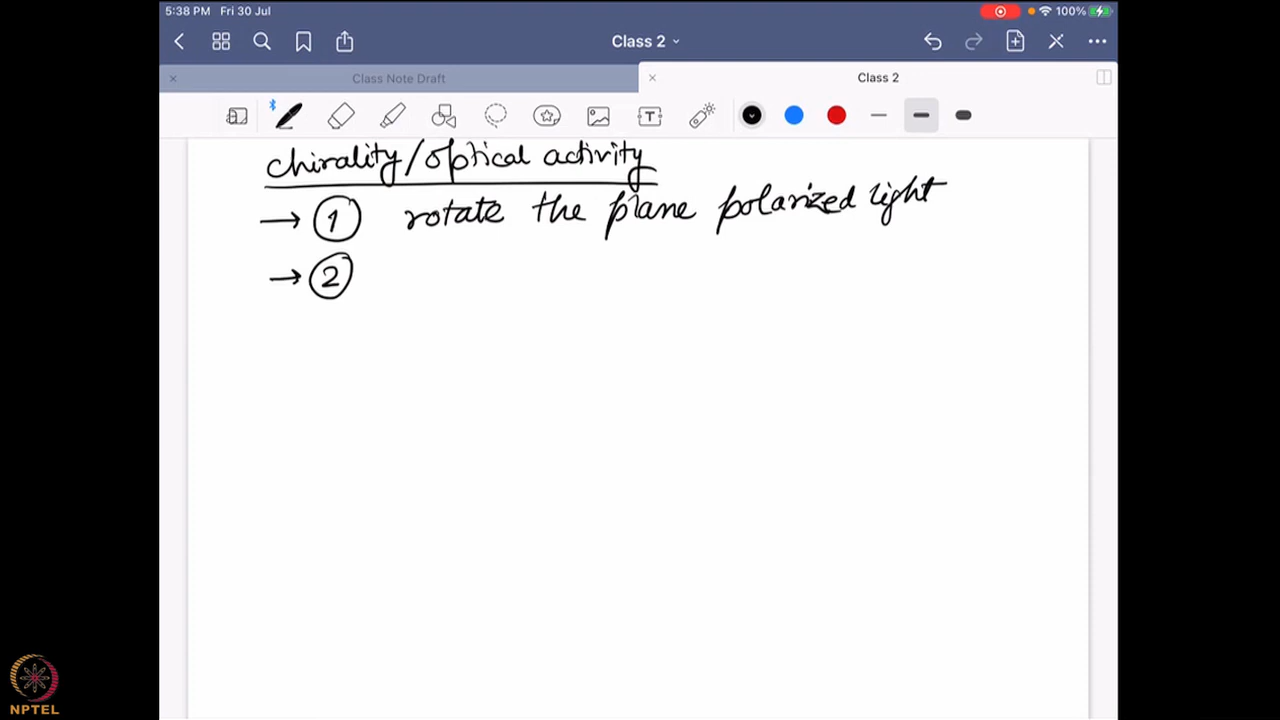 5:38 PM Fri 30 Jul
100%
Class 2
Class Note Draft
Class 2
T
chirality/optical activity
→ ① rotate the plane polarized light
→ ②
NPTEL